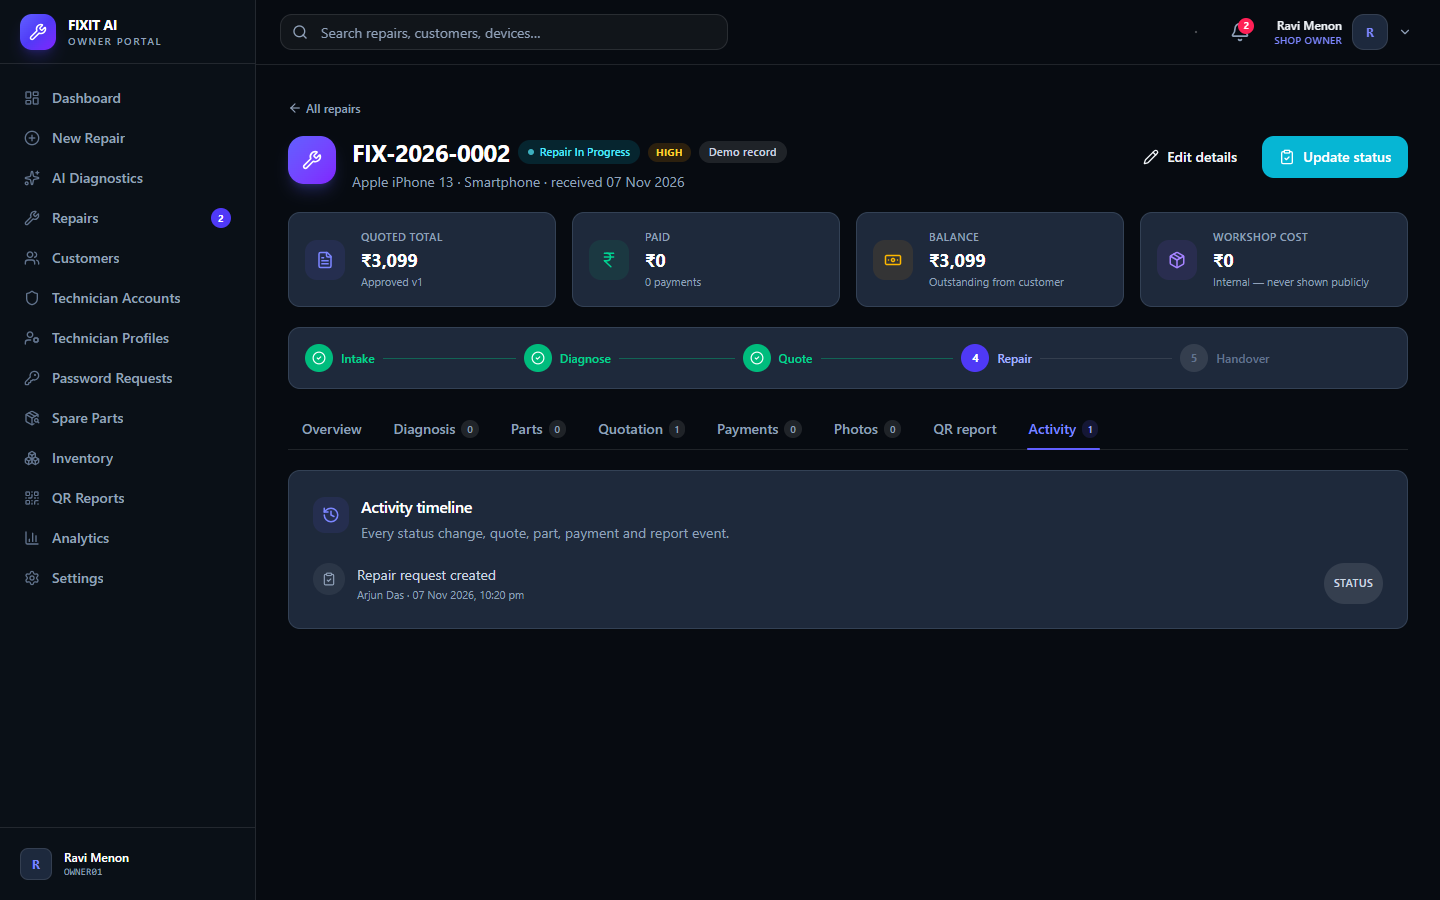 FIXIT AI
OWNER PORTAL
Search repairs, customers, devices...
2
Ravi Menon
SHOP OWNER
R
Dashboard
New Repair
AI Diagnostics
Repairs
2
Customers
Technician Accounts
Technician Profiles
Password Requests
Spare Parts
Inventory
QR Reports
Analytics
Settings
R
Ravi Menon
OWNER01
All repairs
FIX-2026-0002
Repair In Progress
HIGH
Demo record
Apple iPhone 13 · Smartphone · received 07 Nov 2026
Edit details
Update status
QUOTED TOTAL
₹3,099
Approved v1
PAID
₹0
0 payments
BALANCE
₹3,099
Outstanding from customer
WORKSHOP COST
₹0
Internal — never shown publicly
Intake
Diagnose
Quote
4 Repair
5 Handover
Overview
Diagnosis 0
Parts 0
Quotation 1
Payments 0
Photos 0
QR report
Activity 1
Activity timeline
Every status change, quote, part, payment and report event.
Repair request created
Arjun Das · 07 Nov 2026, 10:20 pm
STATUS